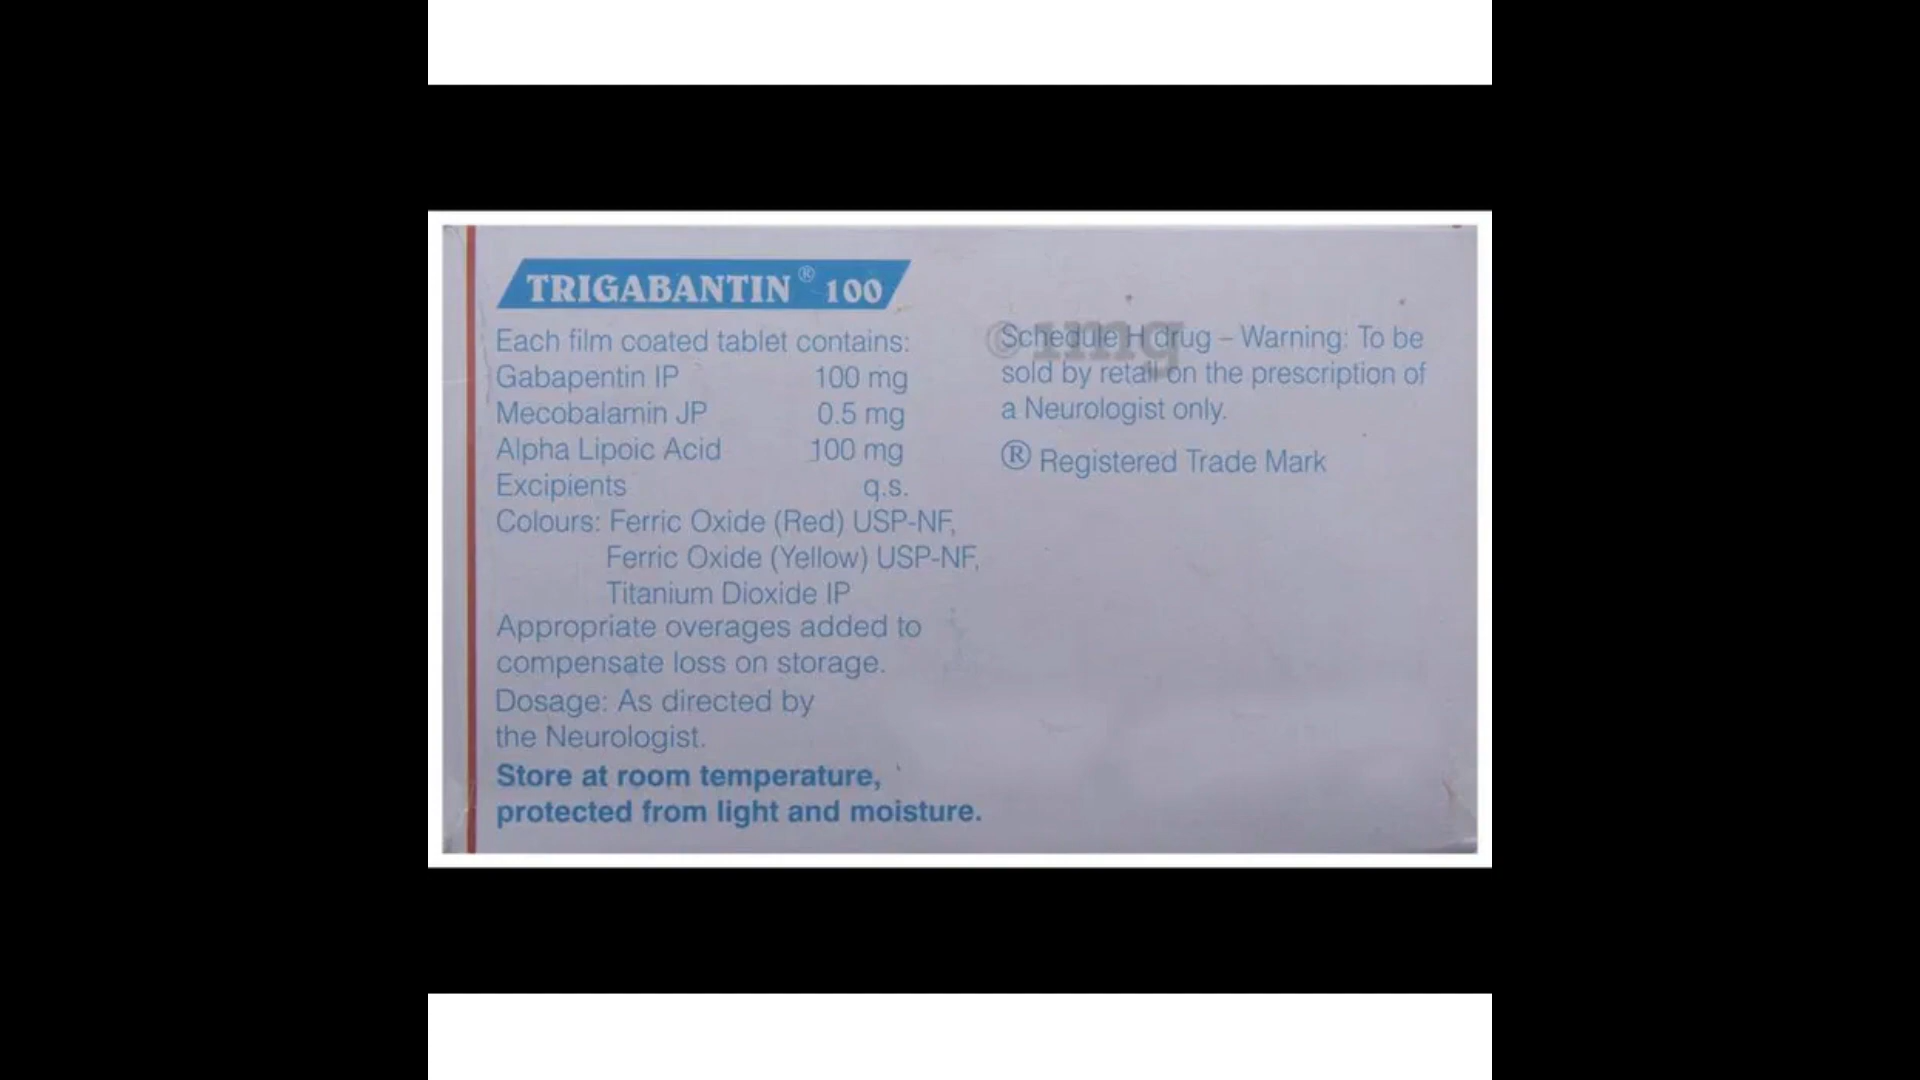 TRIGABANTIN ® 100
Each film coated tablet contains:
Gabapentin IP 100 mg
Mecobalamin JP 0.5 mg
Alpha Lipoic Acid 100 mg
Excipients q.s.
Colours: Ferric Oxide (Red) USP-NF,
Ferric Oxide (Yellow) USP-NF,
Titanium Dioxide IP
Appropriate overages added to
compensate loss on storage.
Dosage: As directed by
the Neurologist.
Store at room temperature,
protected from light and moisture.
Schedule H drug – Warning: To be
sold by retail on the prescription of
a Neurologist only.
® Registered Trade Mark
©1mg